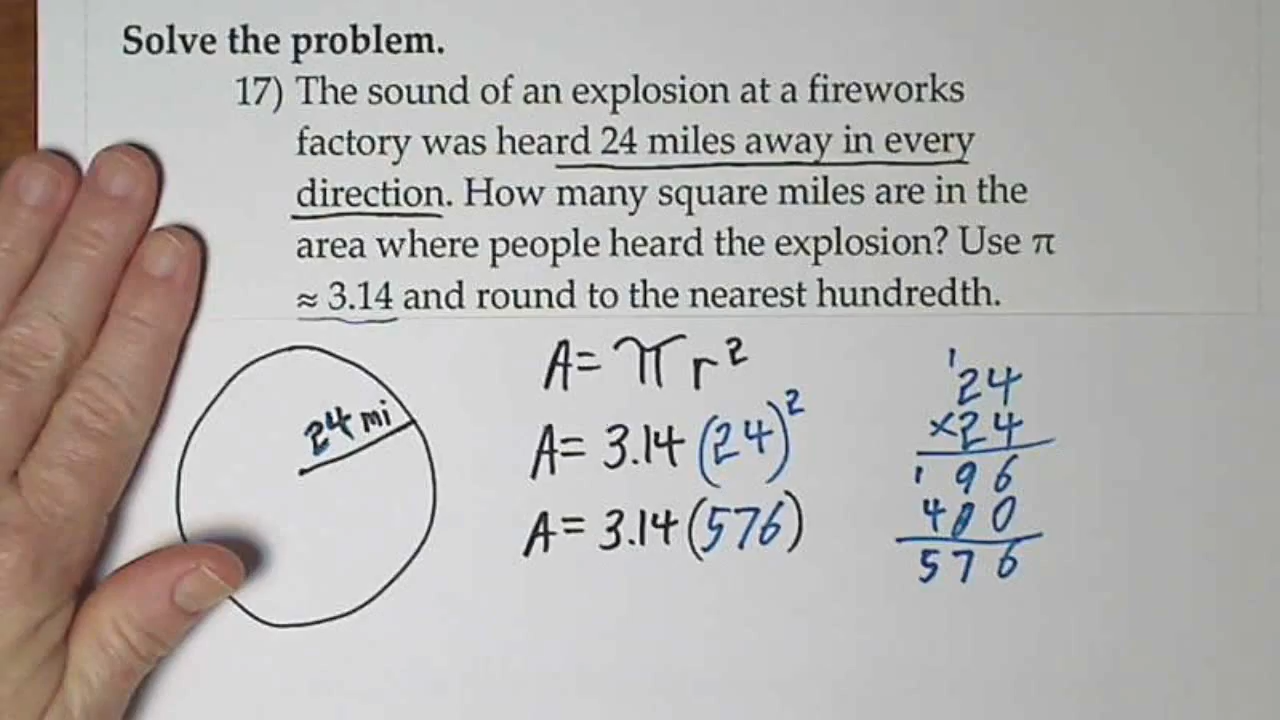 Solve the problem.
17) The sound of an explosion at a fireworks
factory was heard 24 miles away in every
direction. How many square miles are in the
area where people heard the explosion? Use π
≈ 3.14 and round to the nearest hundredth.
24 mi
A = π r²
A = 3.14 (24)²
A = 3.14 (576)
1
24
×24
1 96
480
576